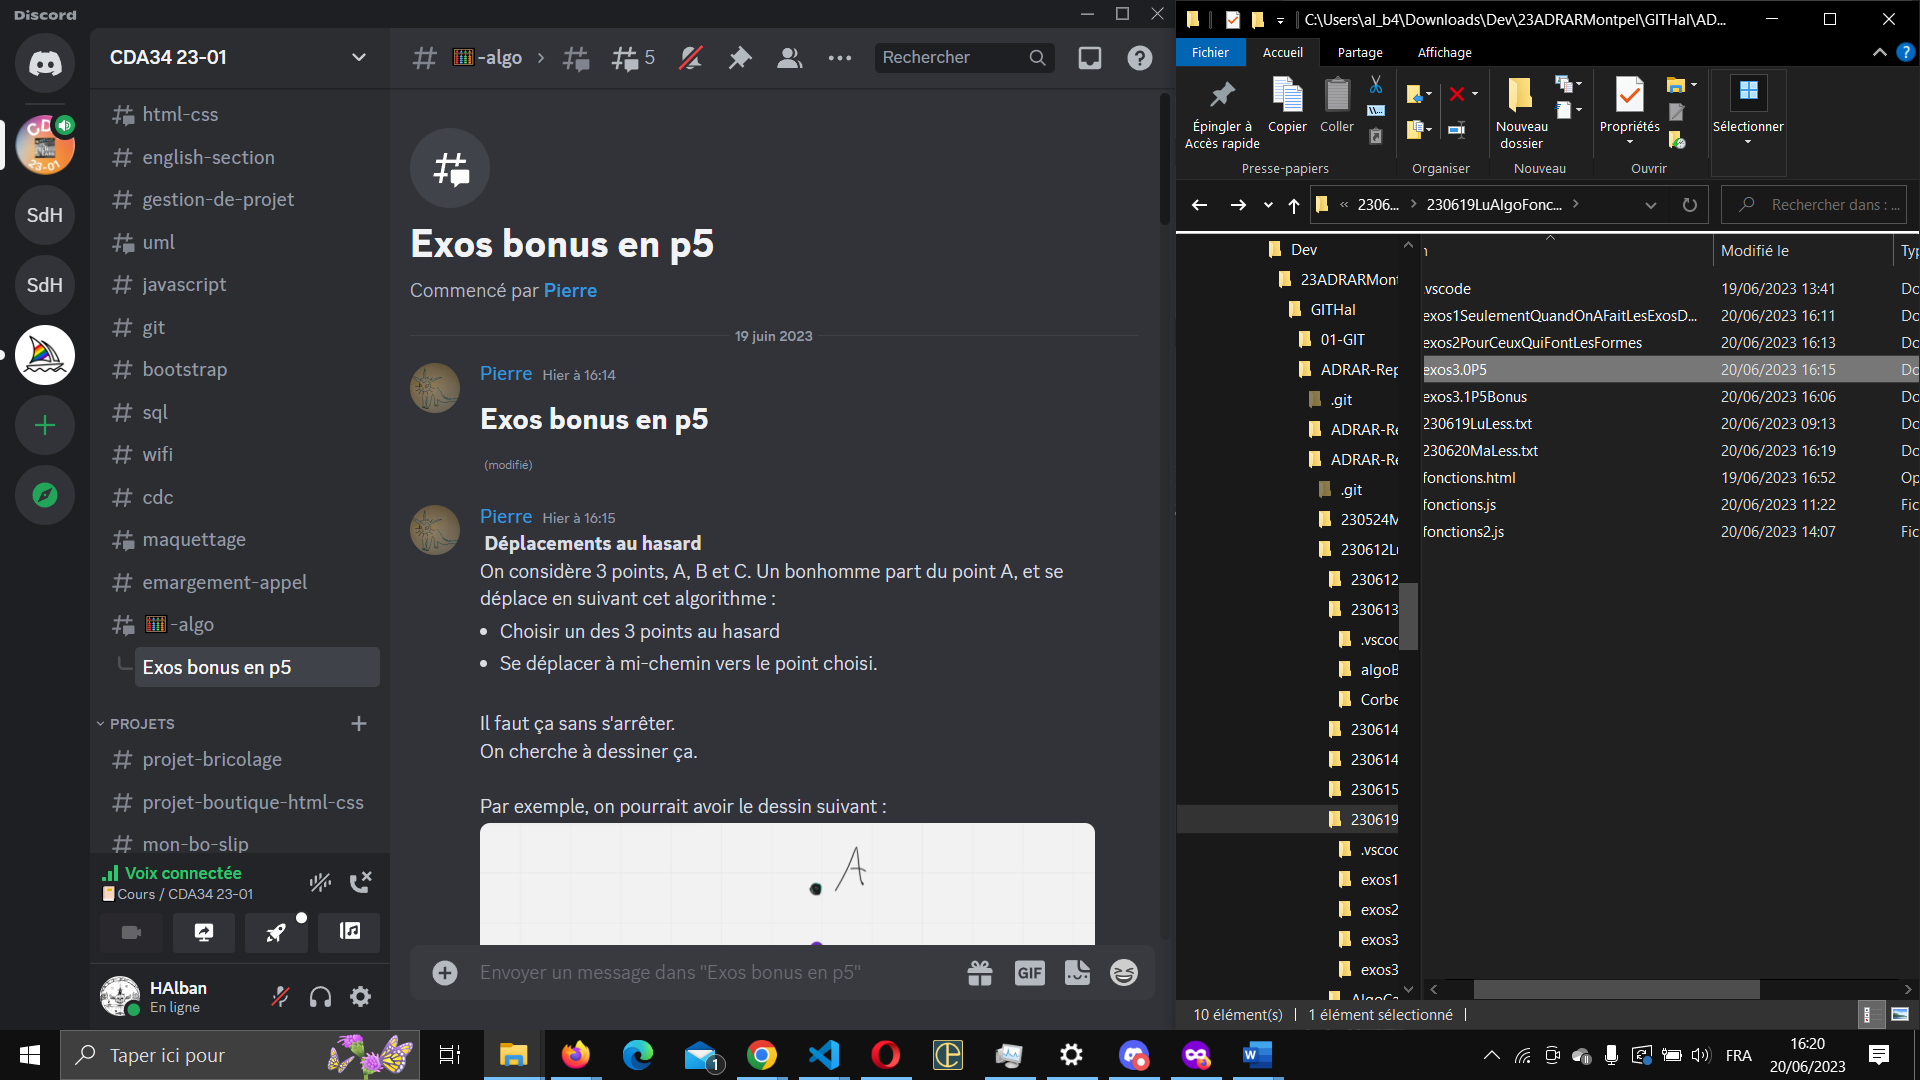 Discord
CDA34 23-01
html-css
english-section
gestion-de-projet
uml
javascript
git
bootstrap
sql
wifi
cdc
maquettage
emargement-appel
-algo
Exos bonus en p5
PROJETS
projet-bricolage
projet-boutique-html-css
mon-bo-slip
CD
23-01
SdH
SdH
Voix connectée
Cours / CDA34 23-01
HAlban
En ligne
-algo
5
Rechercher
Exos bonus en p5
Commencé par Pierre
19 juin 2023
Pierre Hier à 16:14
Exos bonus en p5
(modifié)
Pierre Hier à 16:15
Déplacements au hasard
On considère 3 points, A, B et C. Un bonhomme part du point A, et se
déplace en suivant cet algorithme :
• Choisir un des 3 points au hasard
• Se déplacer à mi-chemin vers le point choisi.
Il faut ça sans s'arrêter.
On cherche à dessiner ça.
Par exemple, on pourrait avoir le dessin suivant :
A
Envoyer un message dans "Exos bonus en p5"
GIF
C:\Users\al_b4\Downloads\Dev\23ADRARMontpel\GITHal\AD...
Fichier Accueil Partage Affichage
Épingler à
Accès rapide
Copier
Coller
Nouveau
dossier
Propriétés
Sélectionner
Presse-papiers
Organiser
Nouveau
Ouvrir
« 2306... > 230619LuAlgoFonc... >
Rechercher dans : ...
Dev
23ADRARMont
GITHal
01-GIT
ADRAR-Rep
.git
ADRAR-Re
ADRAR-Re
.git
230524M
230612Lu
230612
230613
.vscoc
algoB
Corbe
230614
230614
230615
230619
.vscoc
exos1
exos2
exos3
exos3
AlgoCa
Modifié le Typ
.vscode 19/06/2023 13:41 Do
exos1SeulementQuandOnAFaitLesExosD... 20/06/2023 16:11 Do
exos2PourCeuxQuiFontLesFormes 20/06/2023 16:13 Do
exos3.0P5 20/06/2023 16:15 Do
exos3.1P5Bonus 20/06/2023 16:06 Do
230619LuLess.txt 20/06/2023 09:13 Do
230620MaLess.txt 20/06/2023 16:19 Do
fonctions.html 19/06/2023 16:52 Op
fonctions.js 20/06/2023 11:22 Fic
fonctions2.js 20/06/2023 14:07 Fic
10 élément(s) 1 élément sélectionné
Taper ici pour
1
FRA
16:20
20/06/2023